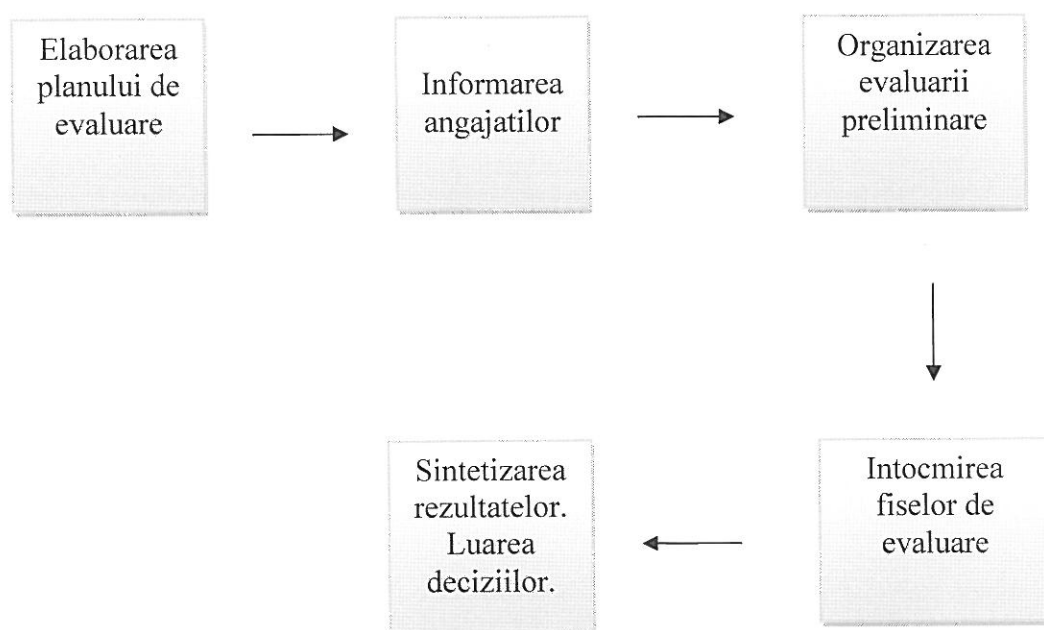 Elaborarea
planului de
evaluare
Informarea
angajatilor
Organizarea
evaluarii
preliminare
Intocmirea
fiselor de
evaluare
Sintetizarea
rezultatelor.
Luarea
deciziilor.